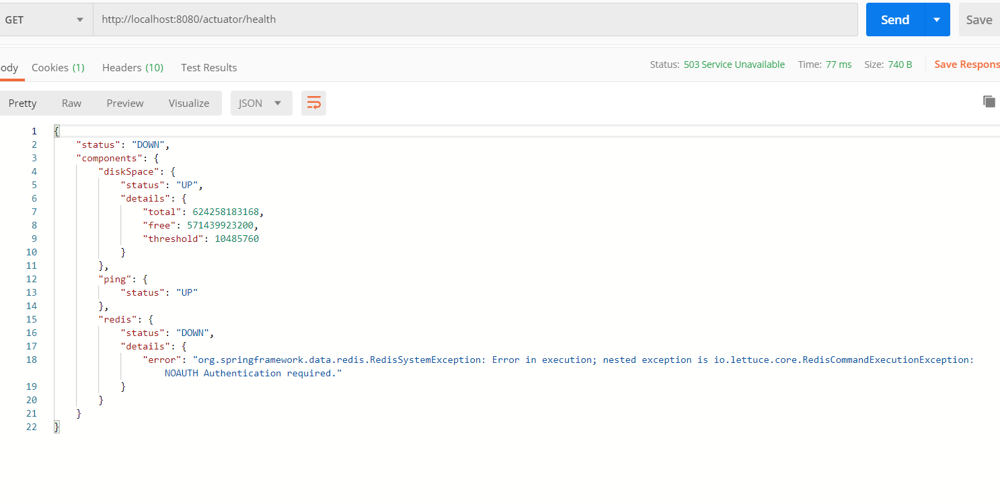 GET http://localhost:8080/actuator/health Send Save
ody Cookies (1) Headers (10) Test Results Status: 503 Service Unavailable Time: 77 ms Size: 740 B Save Respons
Pretty Raw Preview Visualize JSON
1 {
2 "status": "DOWN",
3 "components": {
4 "diskSpace": {
5 "status": "UP",
6 "details": {
7 "total": 624258183168,
8 "free": 571439923200,
9 "threshold": 10485760
10 }
11 },
12 "ping": {
13 "status": "UP"
14 },
15 "redis": {
16 "status": "DOWN",
17 "details": {
18 "error": "org.springframework.data.redis.RedisSystemException: Error in execution; nested exception is io.lettuce.core.RedisCommandExecutionException:
NOAUTH Authentication required."
19 }
20 }
21 }
22 }